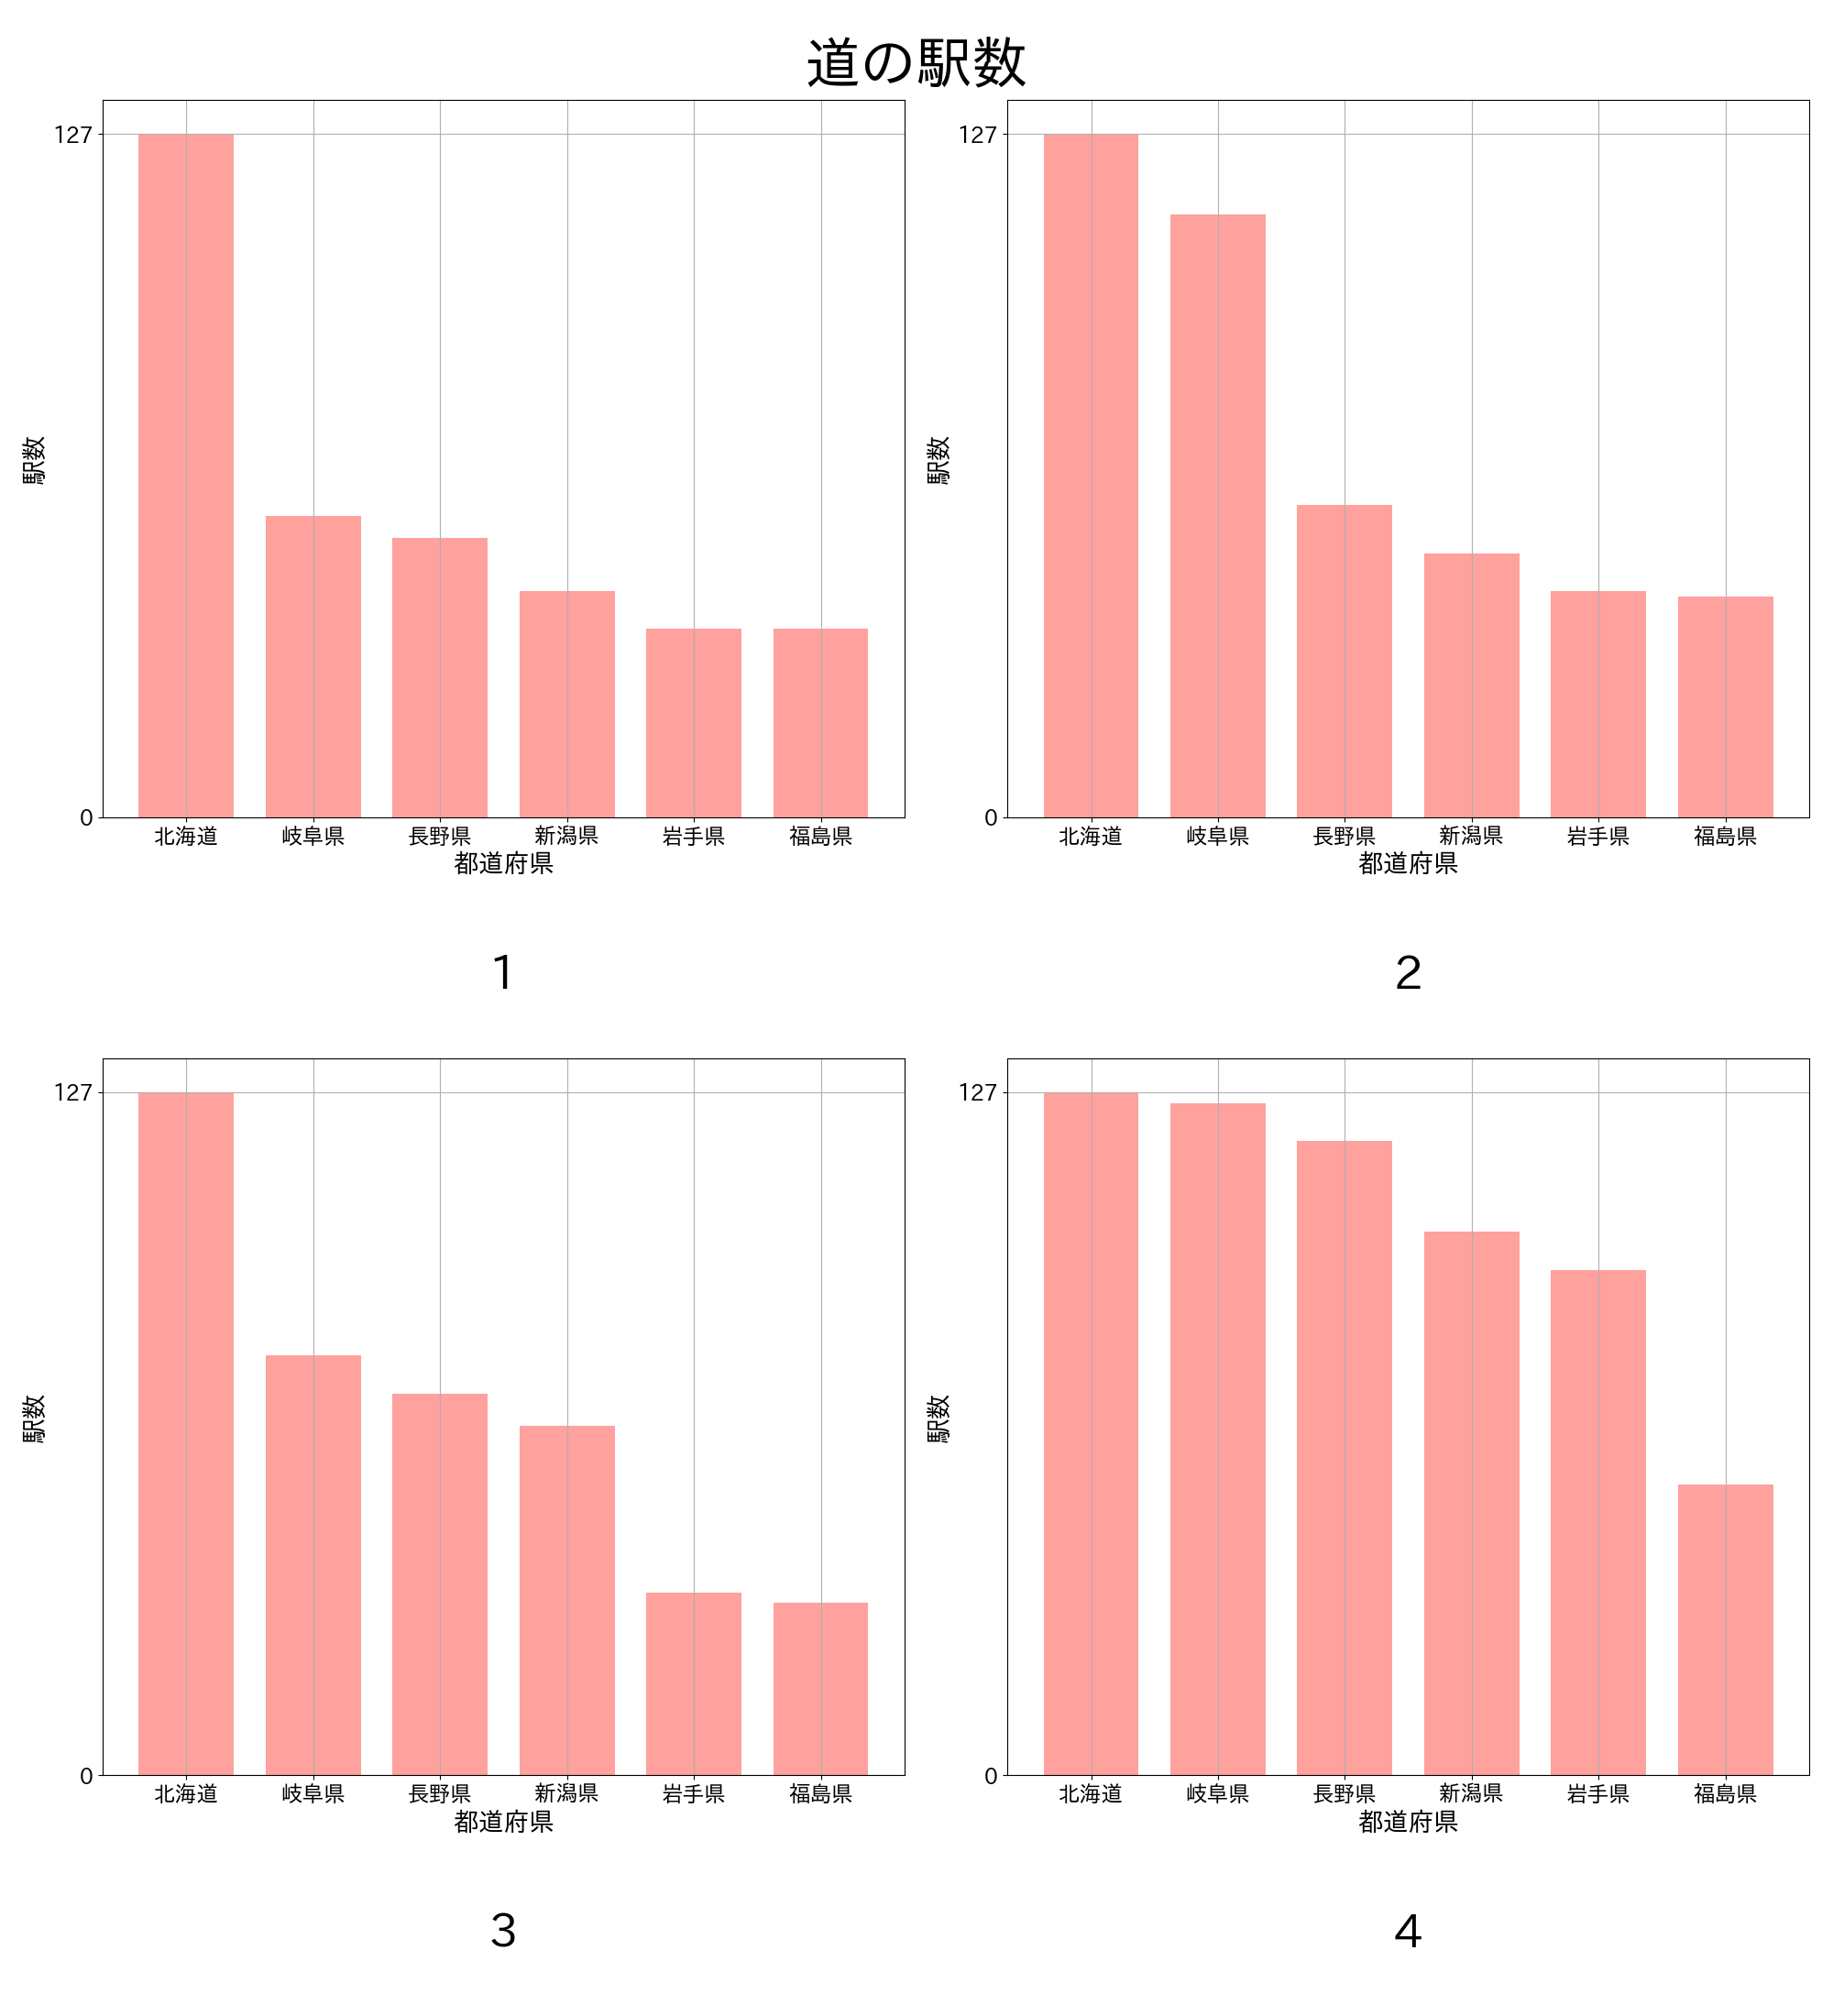 道の駅数
127
0
駅数
北海道 岐阜県 長野県 新潟県 岩手県 福島県
都道府県
1
127
0
駅数
北海道 岐阜県 長野県 新潟県 岩手県 福島県
都道府県
2
127
0
駅数
北海道 岐阜県 長野県 新潟県 岩手県 福島県
都道府県
3
127
0
駅数
北海道 岐阜県 長野県 新潟県 岩手県 福島県
都道府県
4